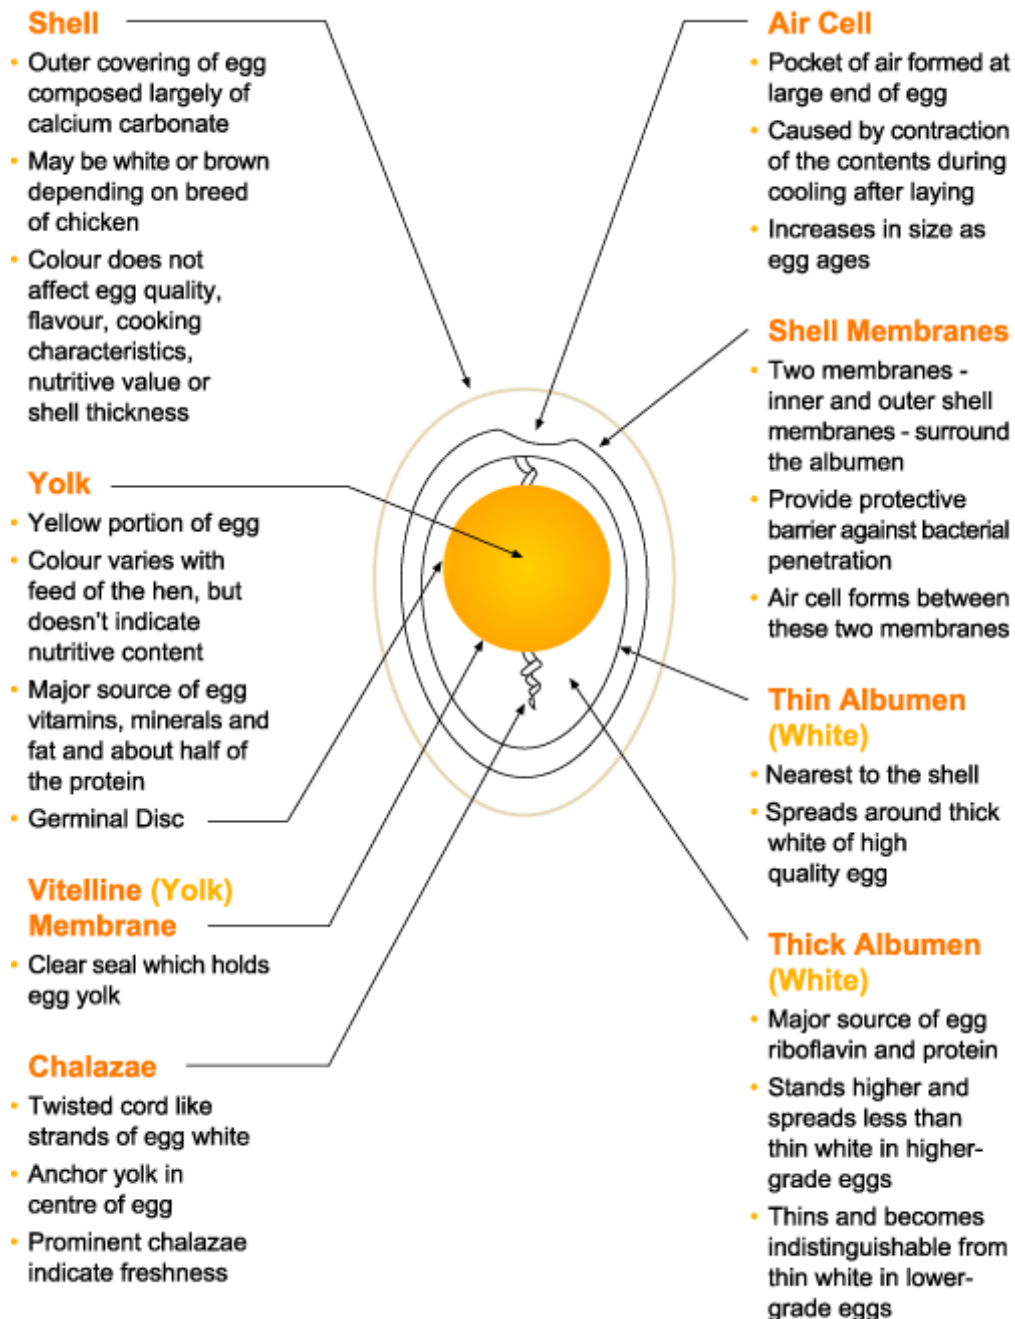 Shell
• Outer covering of egg
composed largely of
calcium carbonate
• May be white or brown
depending on breed
of chicken
• Colour does not
affect egg quality,
flavour, cooking
characteristics,
nutritive value or
shell thickness
Yolk
• Yellow portion of egg
• Colour varies with
feed of the hen, but
doesn't indicate
nutritive content
• Major source of egg
vitamins, minerals and
fat and about half of
the protein
• Germinal Disc
Vitelline (Yolk)
Membrane
• Clear seal which holds
egg yolk
Chalazae
• Twisted cord like
strands of egg white
• Anchor yolk in
centre of egg
• Prominent chalazae
indicate freshness
Air Cell
• Pocket of air formed at
large end of egg
• Caused by contraction
of the contents during
cooling after laying
• Increases in size as
egg ages
Shell Membranes
• Two membranes -
inner and outer shell
membranes - surround
the albumen
• Provide protective
barrier against bacterial
penetration
• Air cell forms between
these two membranes
Thin Albumen
(White)
• Nearest to the shell
• Spreads around thick
white of high
quality egg
Thick Albumen
(White)
• Major source of egg
riboflavin and protein
• Stands higher and
spreads less than
thin white in higher-
grade eggs
• Thins and becomes
indistinguishable from
thin white in lower-
grade eggs